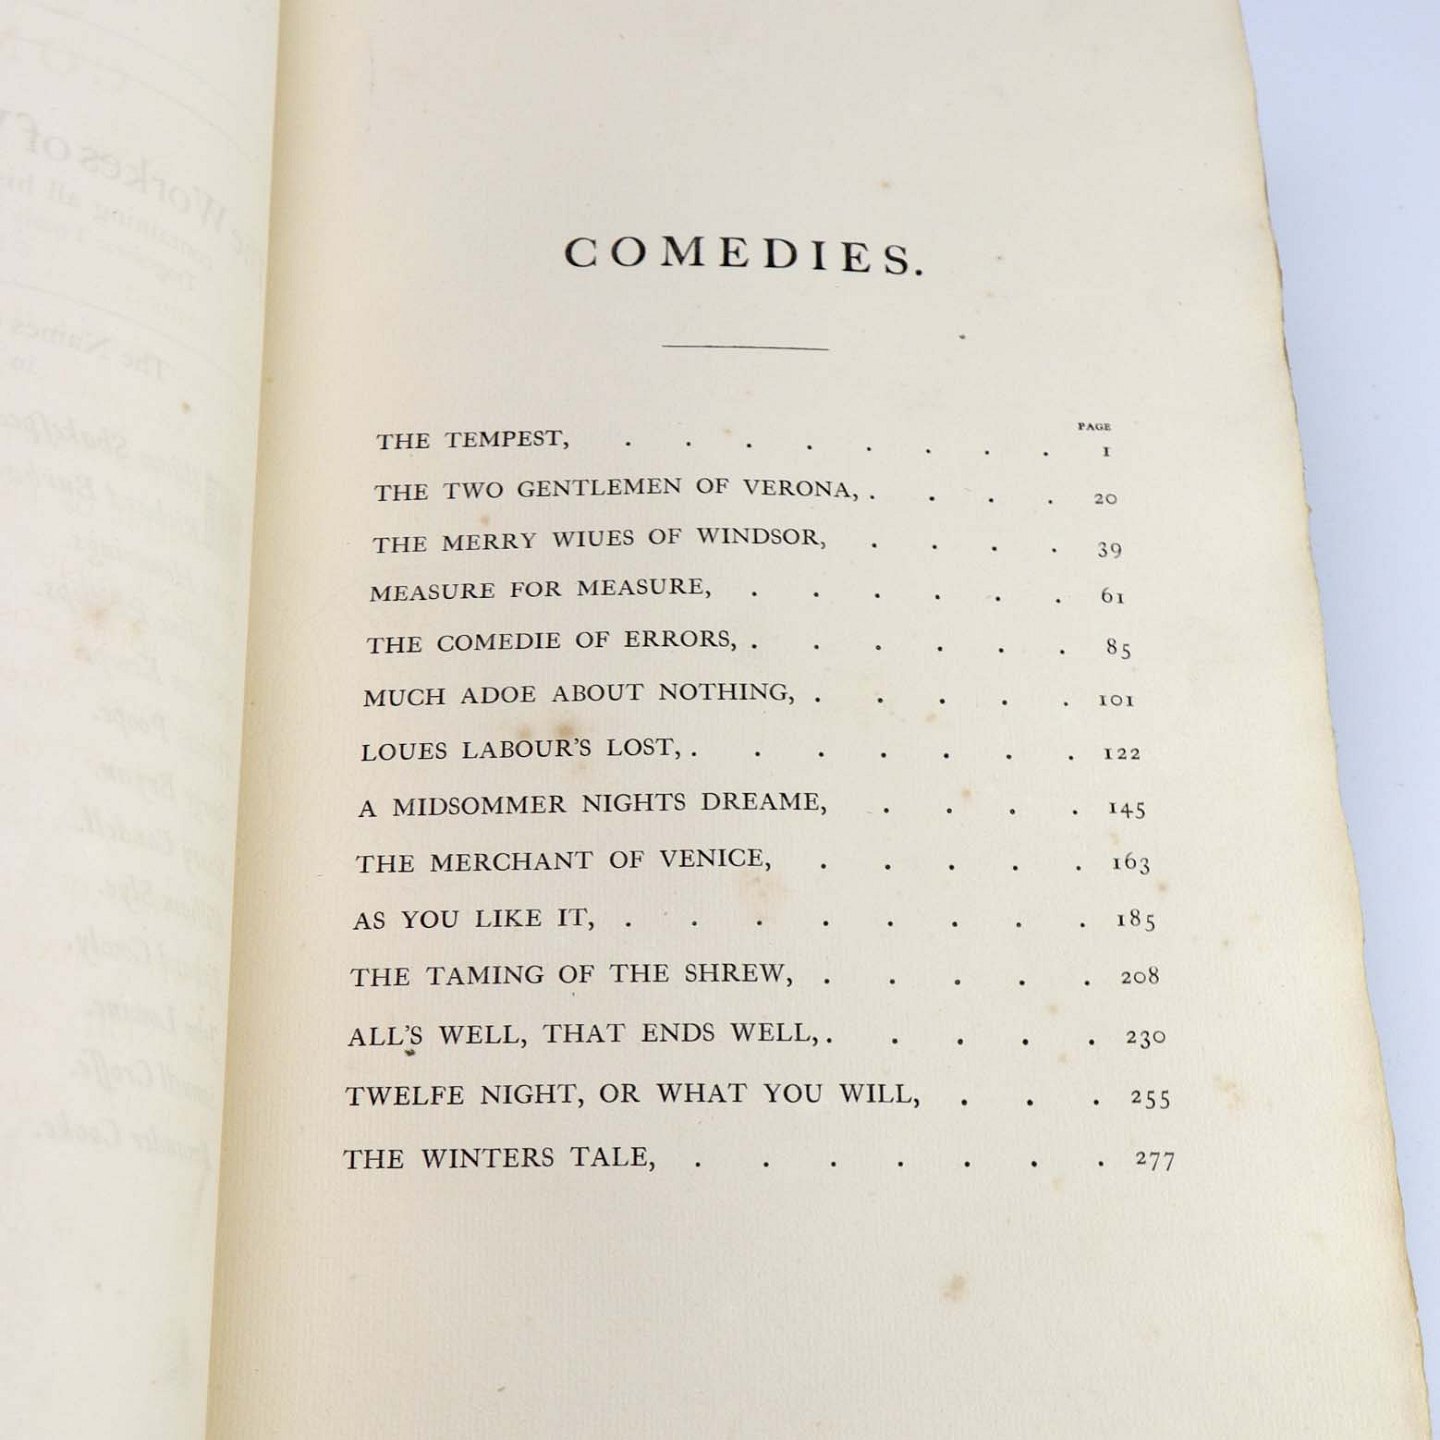 COMEDIES.
PAGE
THE TEMPEST, . . . . . . . . 1
THE TWO GENTLEMEN OF VERONA, . . . . 20
THE MERRY WIUES OF WINDSOR, . . . . 39
MEASURE FOR MEASURE, . . . . . . 61
THE COMEDIE OF ERRORS, . . . . . . 85
MUCH ADOE ABOUT NOTHING, . . . . . 101
LOUES LABOUR'S LOST, . . . . . . . 122
A MIDSOMMER NIGHTS DREAME, . . . . 145
THE MERCHANT OF VENICE, . . . . . 163
AS YOU LIKE IT, . . . . . . . . 185
THE TAMING OF THE SHREW, . . . . . 208
ALL'S WELL, THAT ENDS WELL, . . . . . 230
TWELFE NIGHT, OR WHAT YOU WILL, . . . 255
THE WINTERS TALE, . . . . . . . 277